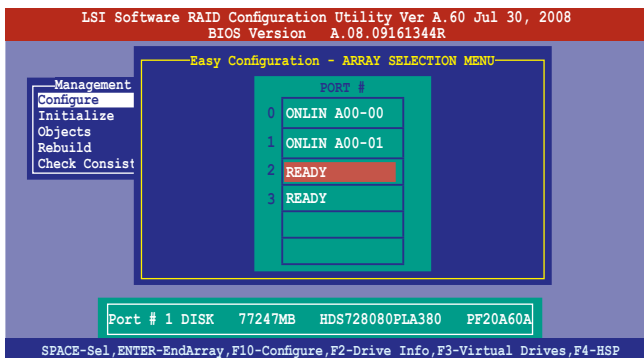 LSI Software RAID Configuration Utility Ver A.60 Jul 30, 2008
BIOS Version A.08.09161344R
Easy Configuration - ARRAY SELECTION MENU
Management
Configure
Initialize
Objects
Rebuild
Check Consist
PORT #
0 ONLIN A00-00
1 ONLIN A00-01
2 READY
3 READY
Port # 1 DISK 77247MB HDS728080PLA380 PF20A60A
SPACE-Sel,ENTER-EndArray,F10-Configure,F2-Drive Info,F3-Virtual Drives,F4-HSP